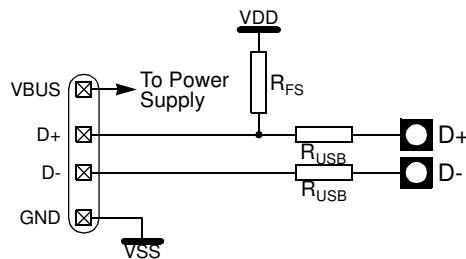 VDD
VBUS
To Power
Supply
RFS
D+
D+
RUSB
D-
D-
RUSB
GND
VSS